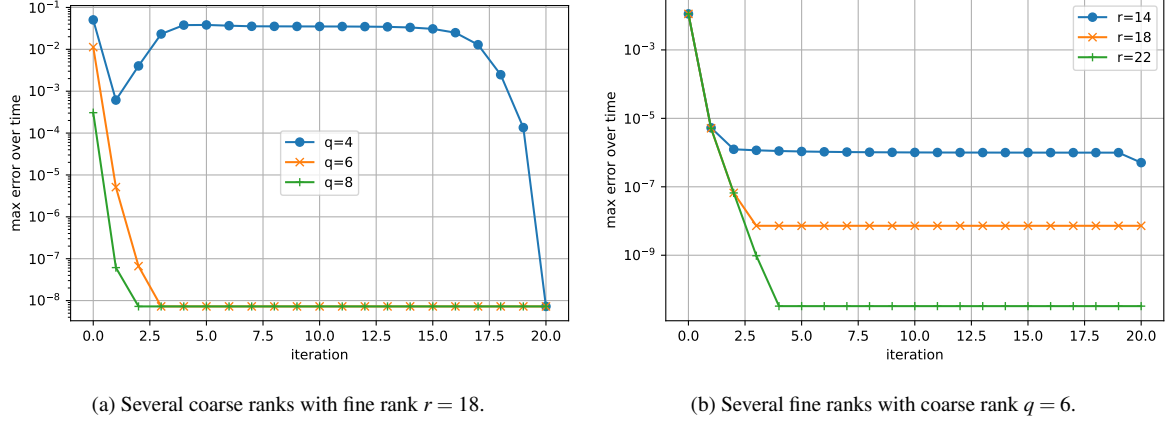 10⁻¹
10⁻²
10⁻³
10⁻⁴
10⁻⁵
10⁻⁶
10⁻⁷
10⁻⁸
max error over time
q=4
q=6
q=8
0.0 2.5 5.0 7.5 10.0 12.5 15.0 17.5 20.0
iteration
(a) Several coarse ranks with fine rank r = 18.
10⁻³
10⁻⁵
10⁻⁷
10⁻⁹
max error over time
r=14
r=18
r=22
0.0 2.5 5.0 7.5 10.0 12.5 15.0 17.5 20.0
iteration
(b) Several fine ranks with coarse rank q = 6.